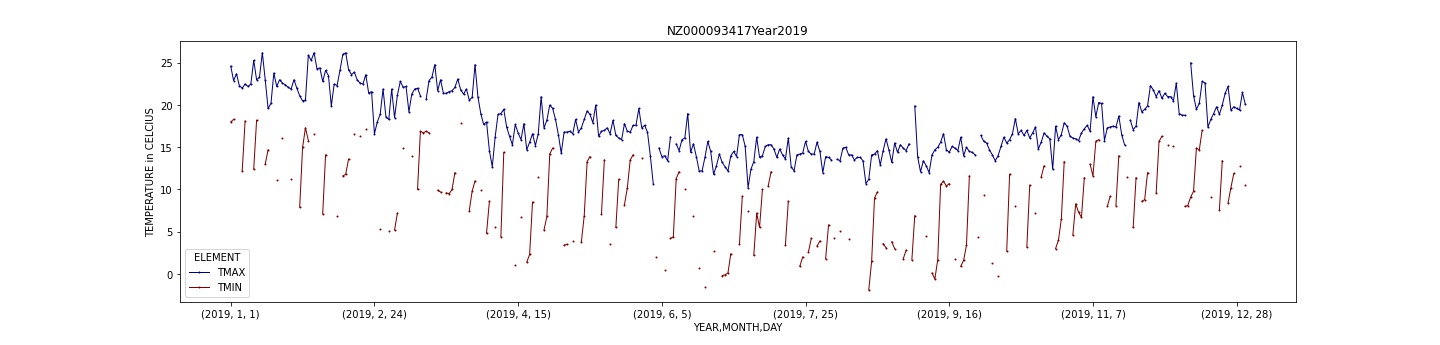 NZ000093417Year2019
TEMPERATURE in CELCIUS
25
20
15
10
5
0
ELEMENT
TMAX
TMIN
(2019, 1, 1) (2019, 2, 24) (2019, 4, 15) (2019, 6, 5) (2019, 7, 25) (2019, 9, 16) (2019, 11, 7) (2019, 12, 28)
YEAR,MONTH,DAY